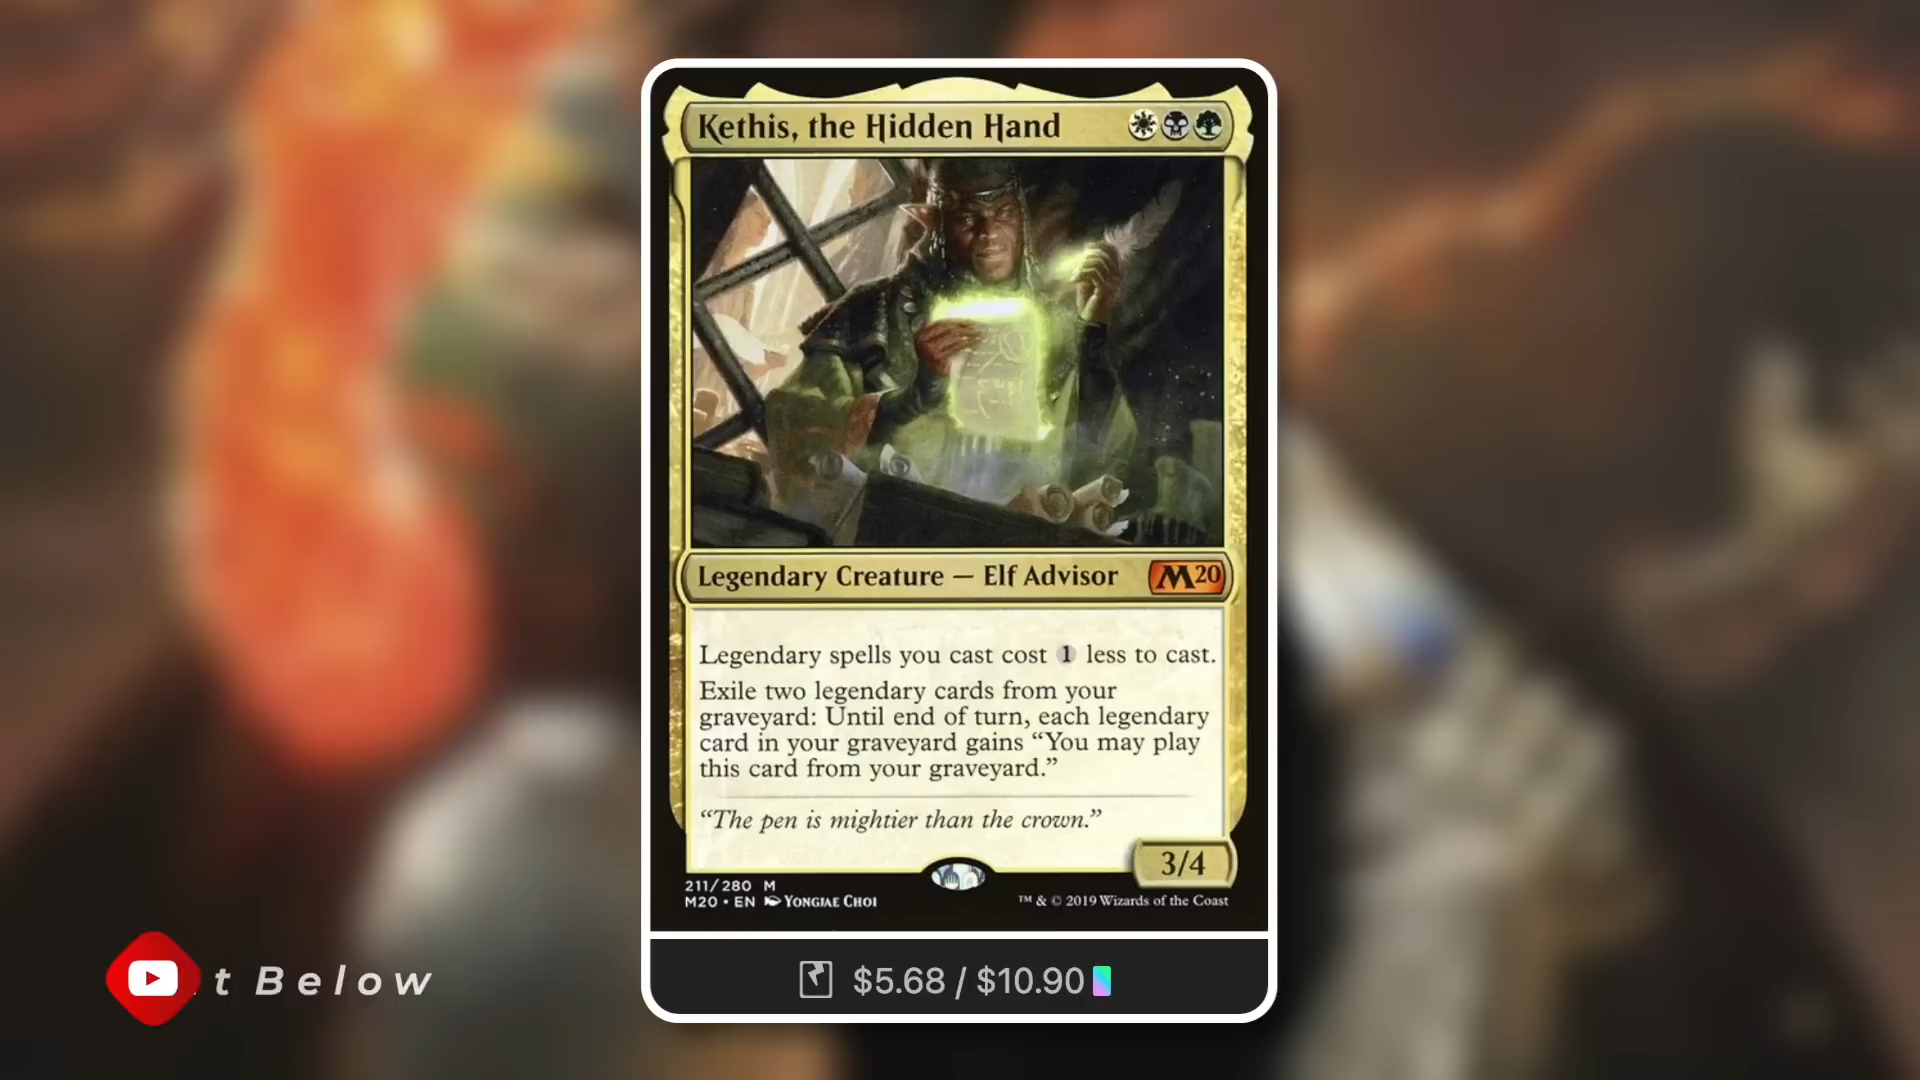 Kethis, the Hidden Hand
Legendary Creature — Elf Advisor
M20
Legendary spells you cast cost 1 less to cast.
Exile two legendary cards from your
graveyard: Until end of turn, each legendary
card in your graveyard gains “You may play
this card from your graveyard.”
“The pen is mightier than the crown.”
3/4
211/280 M
M20 • EN Yongjae Choi
™ & © 2019 Wizards of the Coast
t Below
$5.68 / $10.90